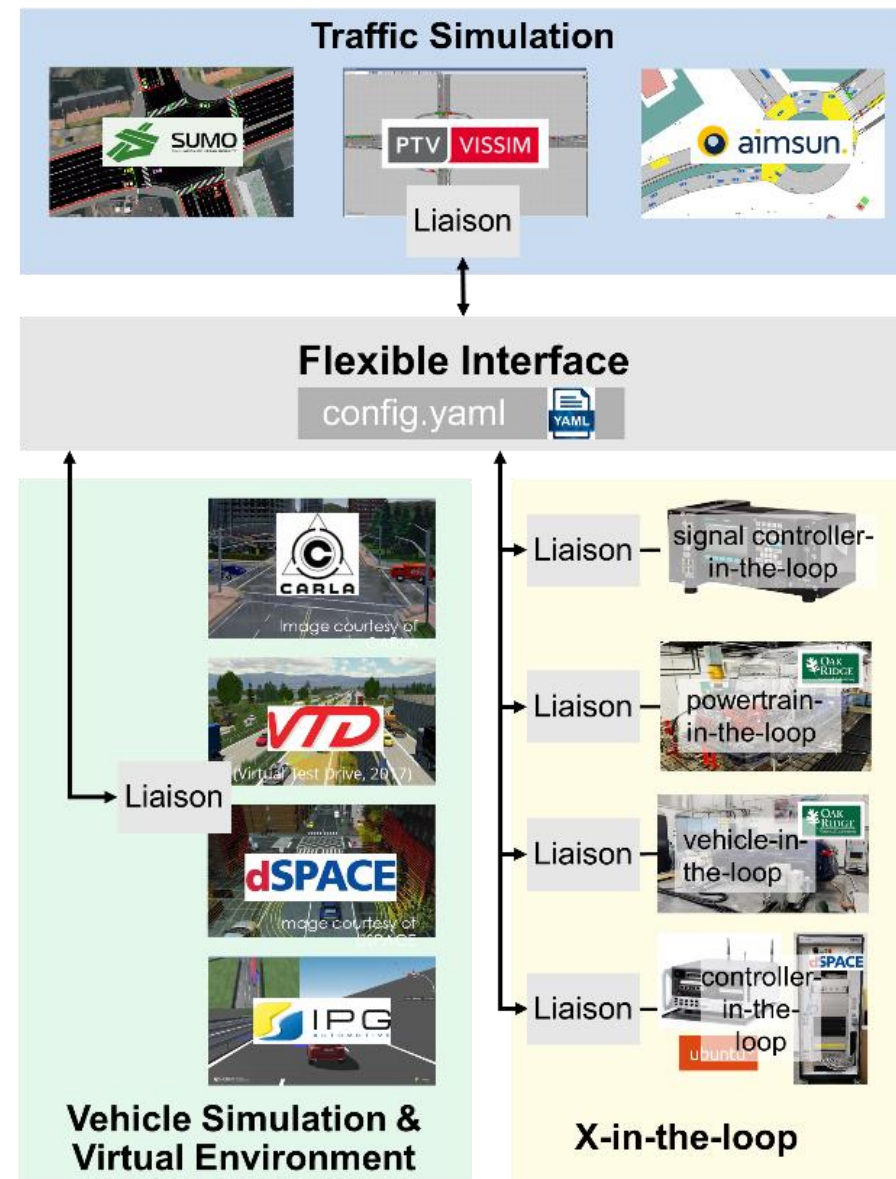 Traffic Simulation
SUMO
PTV VISSIM
aimsun.
Liaison
Flexible Interface
config.yaml
YAML
CARLA
Image courtesy of
VTD
(Virtual Test Drive, 2017)
Liaison
dSPACE
Image courtesy of
IPG
AUTOMOTIVE
Vehicle Simulation &
Virtual Environment
Liaison
signal controller-
in-the-loop
Liaison
OAK
RIDGE
powertrain-
in-the-loop
Liaison
OAK
RIDGE
vehicle-in-
the-loop
Liaison
dSPACE
controller-
in-the-
loop
ubuntu
X-in-the-loop